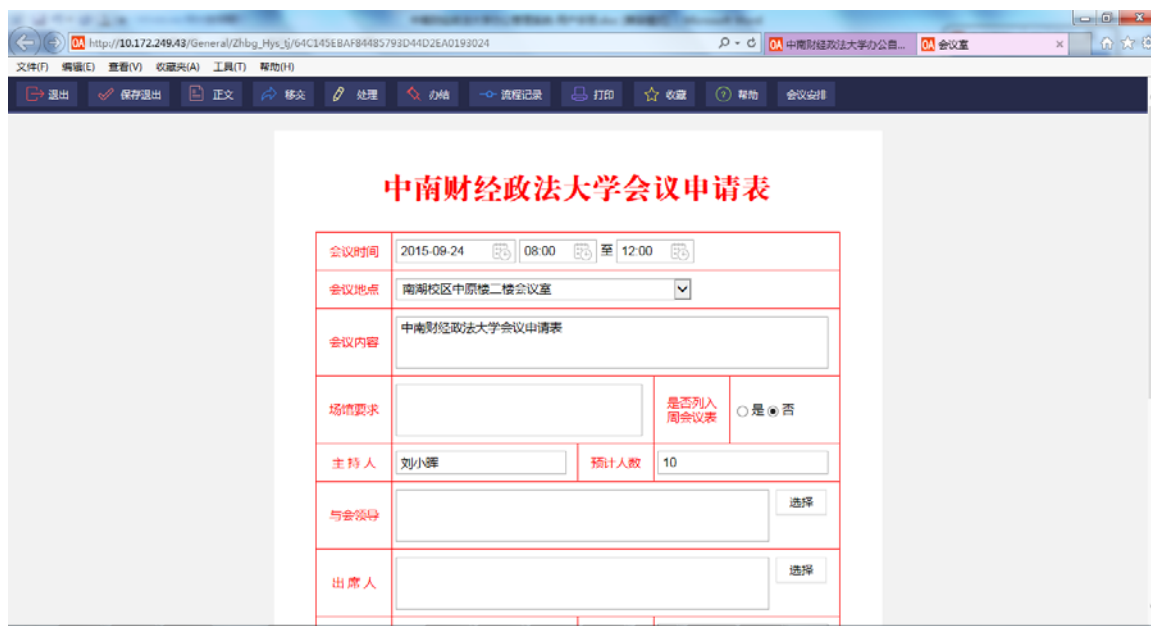 http://10.172.249.43/General/Zhbg_Hys_tj/64C145EBAF84485793D44D2EA0193024
OA 中南财经政法大学办公自...
OA 会议室
文件(F) 编辑(E) 查看(V) 收藏夹(A) 工具(T) 帮助(H)
退出 保存退出 正文 移交 处理 办结 流程记录 打印 收藏 帮助 会议安排
中南财经政法大学会议申请表
会议时间 2015-09-24 08:00 至 12:00
会议地点 南湖校区中原楼二楼会议室
会议内容 中南财经政法大学会议申请表
场馆要求 是否列入 是 否
周会议表
主持人 刘小晖 预计人数 10
与会领导 选择
出席人 选择